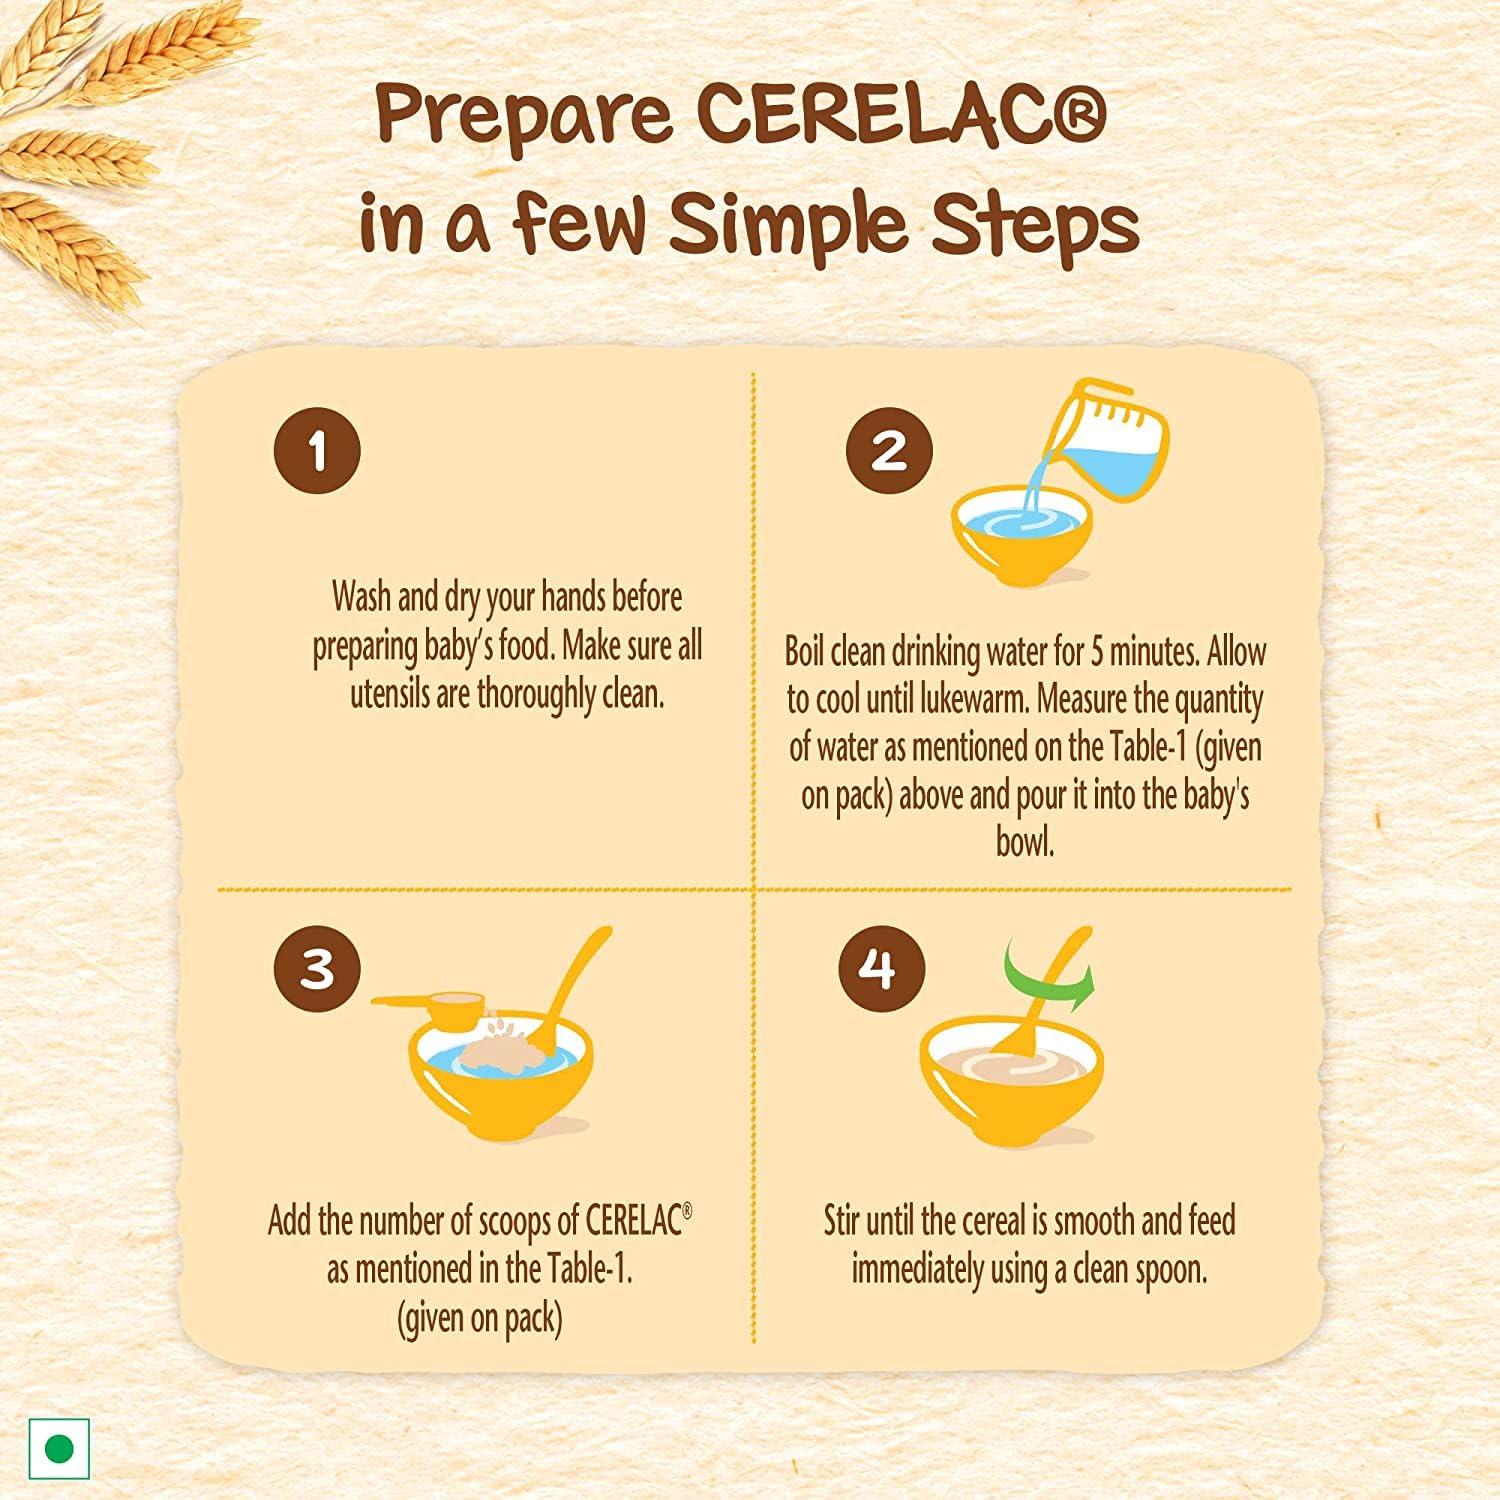 Prepare CERELAC®
in a few Simple Steps
1
Wash and dry your hands before
preparing baby's food. Make sure all
utensils are thoroughly clean.
2
Boil clean drinking water for 5 minutes. Allow
to cool until lukewarm. Measure the quantity
of water as mentioned on the Table-1 (given
on pack) above and pour it into the baby's
bowl.
3
Add the number of scoops of CERELAC®
as mentioned in the Table-1.
(given on pack)
4
Stir until the cereal is smooth and feed
immediately using a clean spoon.